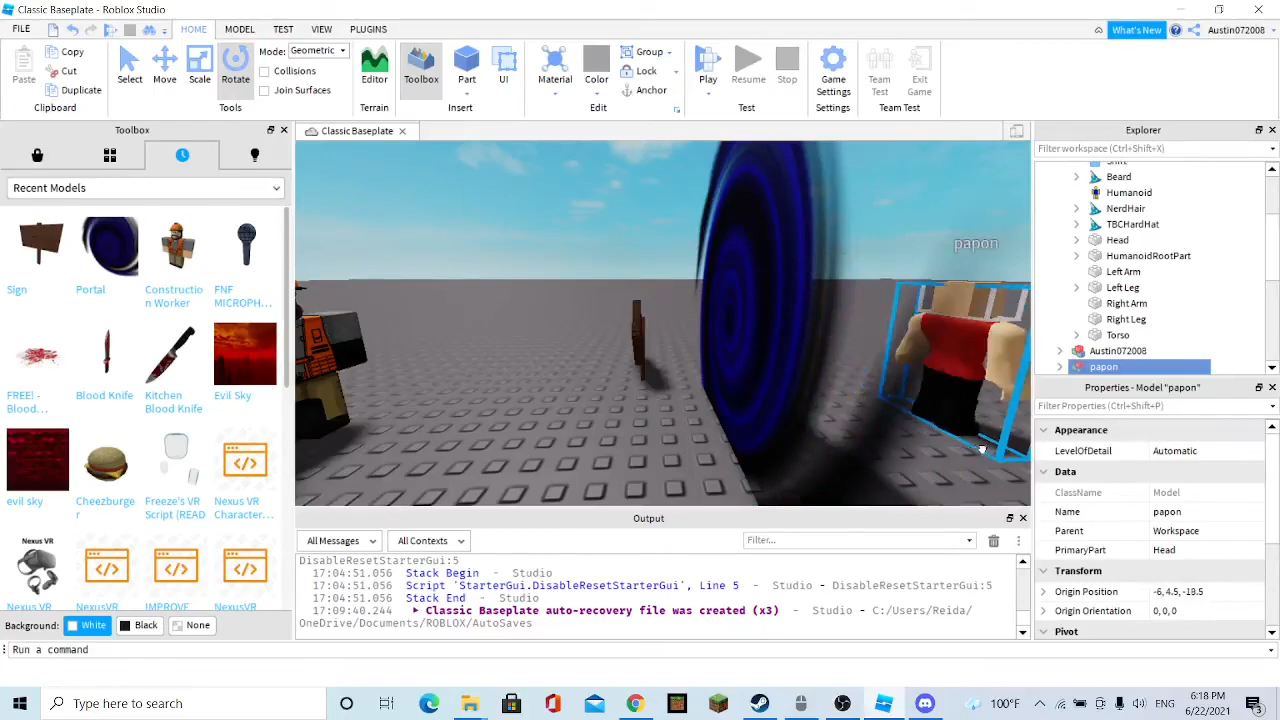 Classic Baseplate - Roblox Studio
FILE HOME MODEL TEST VIEW PLUGINS What's New Austin072008
Paste Copy Cut Duplicate Clipboard
Select Move Scale Rotate Mode: Geometric Collisions Join Surfaces Tools
Editor Terrain
Toolbox Part UI Insert
Material Color Group Lock Anchor Edit
Play Resume Stop Test
Game Settings Settings
Team Test Exit Game Team Test
Toolbox
Recent Models
Sign Portal Constructio n Worker FNF MICROPH...
FREE! - Blood... Blood Knife Kitchen Blood Knife Evil Sky
evil sky Cheezburge r Freeze's VR Script (READ Nexus VR Character...
Nexus VR
Nexus VR NexusVR IMPROVE NexusVR
Background: White Black None
Run a command
Classic Baseplate
papon
Output
All Messages All Contexts Filter...
DisableResetStarterGui:5
17:04:51.056 Stack Begin - Studio
17:04:51.056 Script 'StarterGui.DisableResetStarterGui', Line 5 - Studio - DisableResetStarterGui:5
17:04:51.056 Stack End - Studio
17:09:40.244 Classic Baseplate auto-recovery file was created (x3) - Studio - C:/Users/Reida/
OneDrive/Documents/ROBLOX/AutoSaves
Explorer
Filter workspace (Ctrl+Shift+X)
Shirt
Beard
Humanoid
NerdHair
TBCHardHat
Head
HumanoidRootPart
Left Arm
Left Leg
Right Arm
Right Leg
Torso
Austin072008
papon
Properties - Model "papon"
Filter Properties (Ctrl+Shift+P)
Appearance
LevelOfDetail Automatic
Data
ClassName Model
Name papon
Parent Workspace
PrimaryPart Head
Transform
Origin Position -6, 4.5, -18.5
Origin Orientation 0, 0, 0
Pivot
Type here to search
100°F 6:18 PM
6/22/2021
3